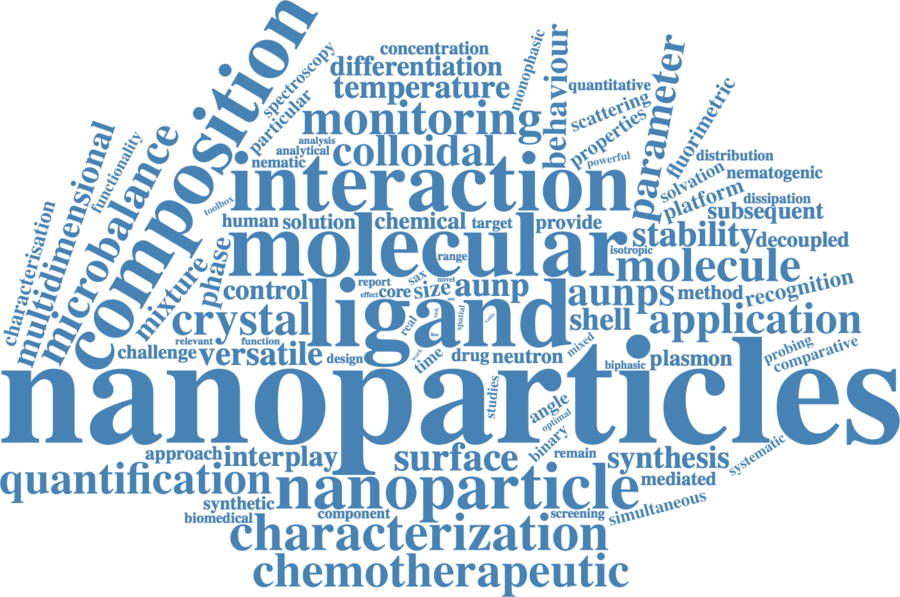 concentration
differentiation
temperature
monophasic
behaviour
quantitative
spectroscopy
particular
composition
monitoring
scattering
properties
powerful
parameter
fluorimetric
analysis
analytical
colloidal
nematic
distribution
solvation
nematogenic
platform
multidimensional
functionality
microbalance
interaction
toolbox
dissipation
subsequent
human
solution
chemical
target
provide
characterisation
mixture
phase
molecular
range
isotropic
stability
decoupled
molecule
control
report
effect
core
sax
novel
size
aunp
aunps
method
recognition
crystal
ligand
real
spatial
shell
application
relevant
function
challenge
versatile
design
time
drug
neutron
mixed
biphasic
plasmon
probing
comparative
nanoparticles
studies
angle
optimal
binary
approach
interplay
surface
remain
synthesis
systematic
quantification
nanoparticle
mediated
synthetic
biomedical
component
screening
simultaneous
characterization
chemotherapeutic